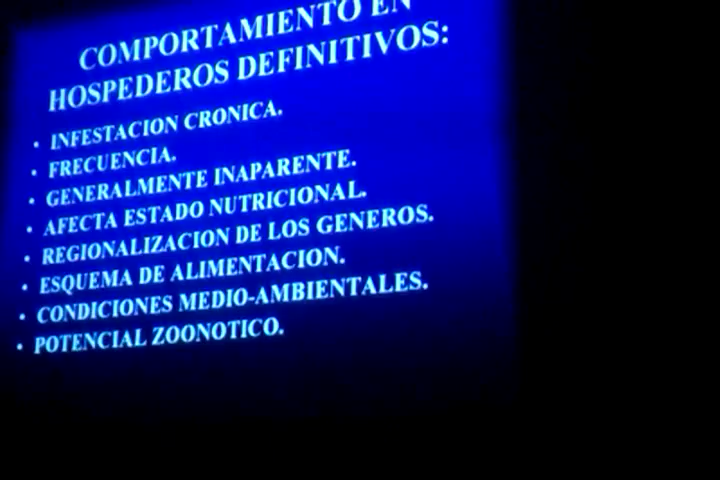 COMPORTAMIENTO EN
HOSPEDEROS DEFINITIVOS:
• INFESTACION CRONICA.
• FRECUENCIA.
• GENERALMENTE INAPARENTE.
• AFECTA ESTADO NUTRICIONAL.
• REGIONALIZACION DE LOS GENEROS.
• ESQUEMA DE ALIMENTACION.
• CONDICIONES MEDIO-AMBIENTALES.
• POTENCIAL ZOONOTICO.